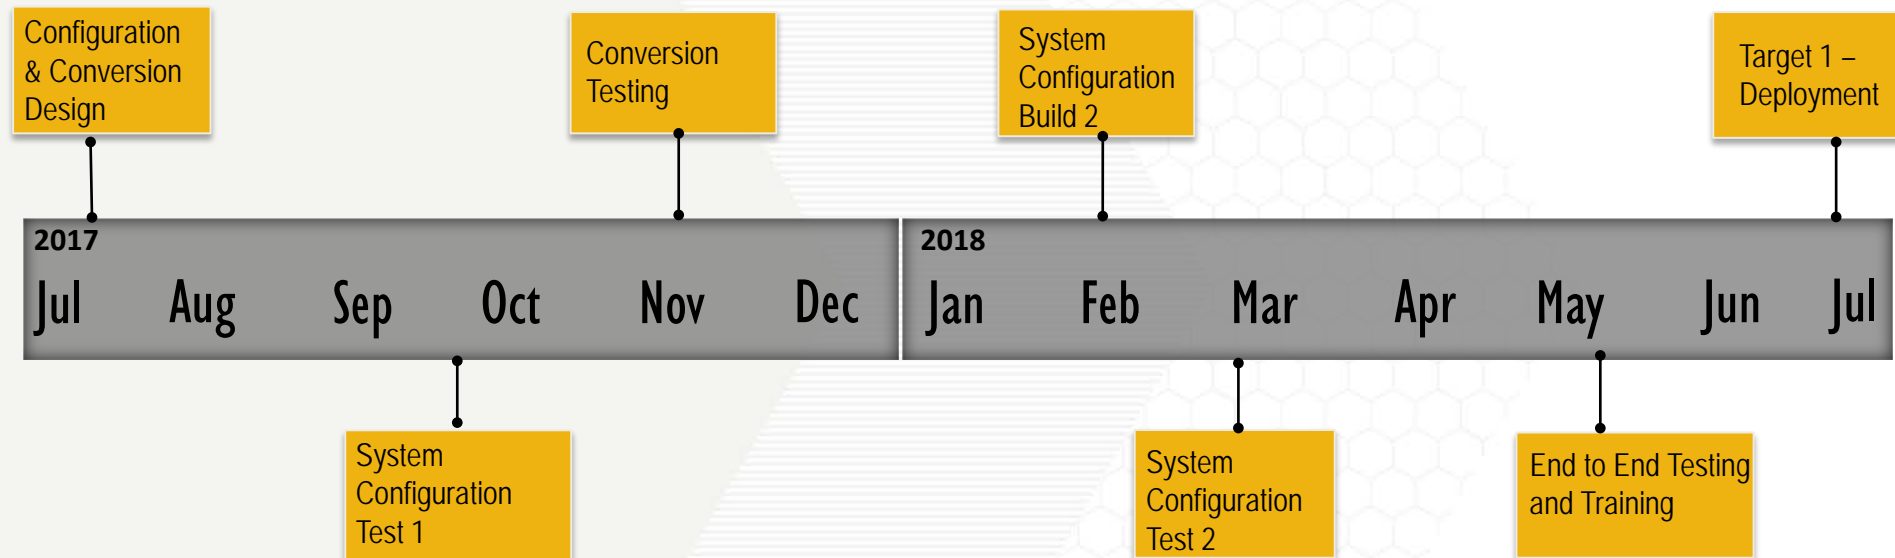 Configuration
& Conversion
Design
Conversion
Testing
System
Configuration
Build 2
Target 1 –
Deployment
2017
2018
Jul Aug Sep Oct Nov Dec Jan Feb Mar Apr May Jun Jul
System
Configuration
Test 1
System
Configuration
Test 2
End to End Testing
and Training